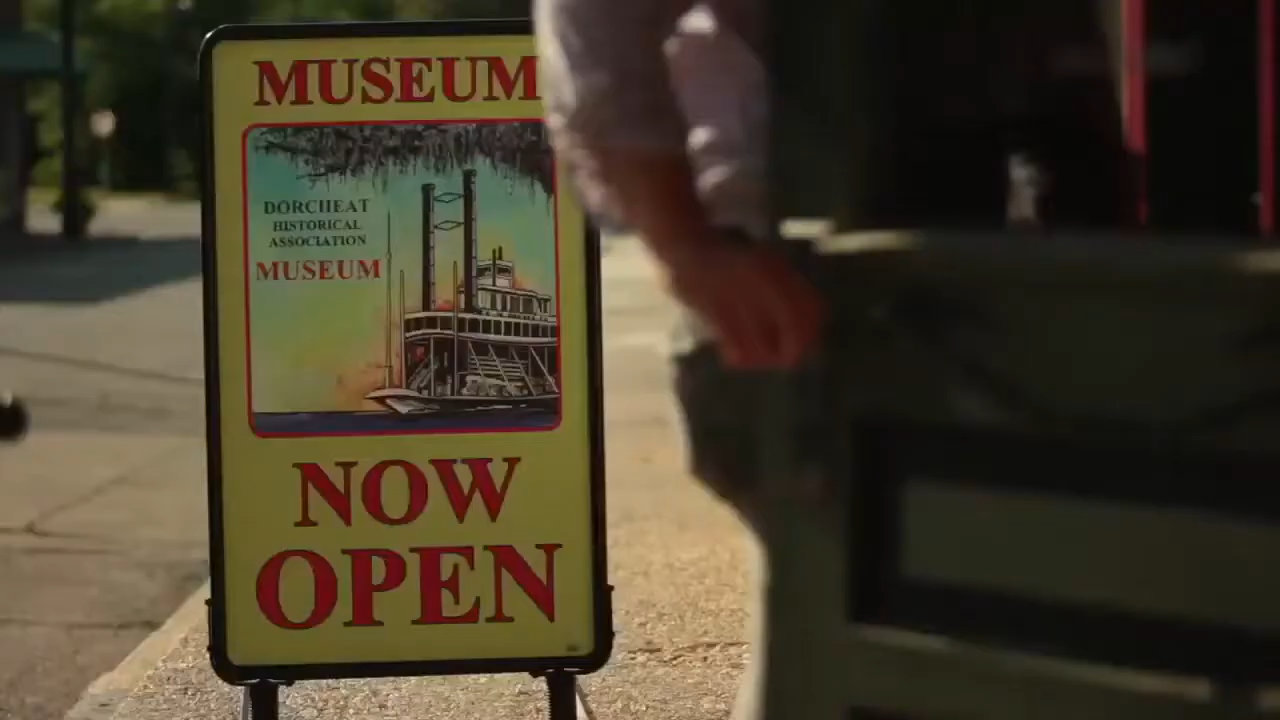 MUSEUM
DORCHEAT
HISTORICAL
ASSOCIATION
MUSEUM
NOW
OPEN